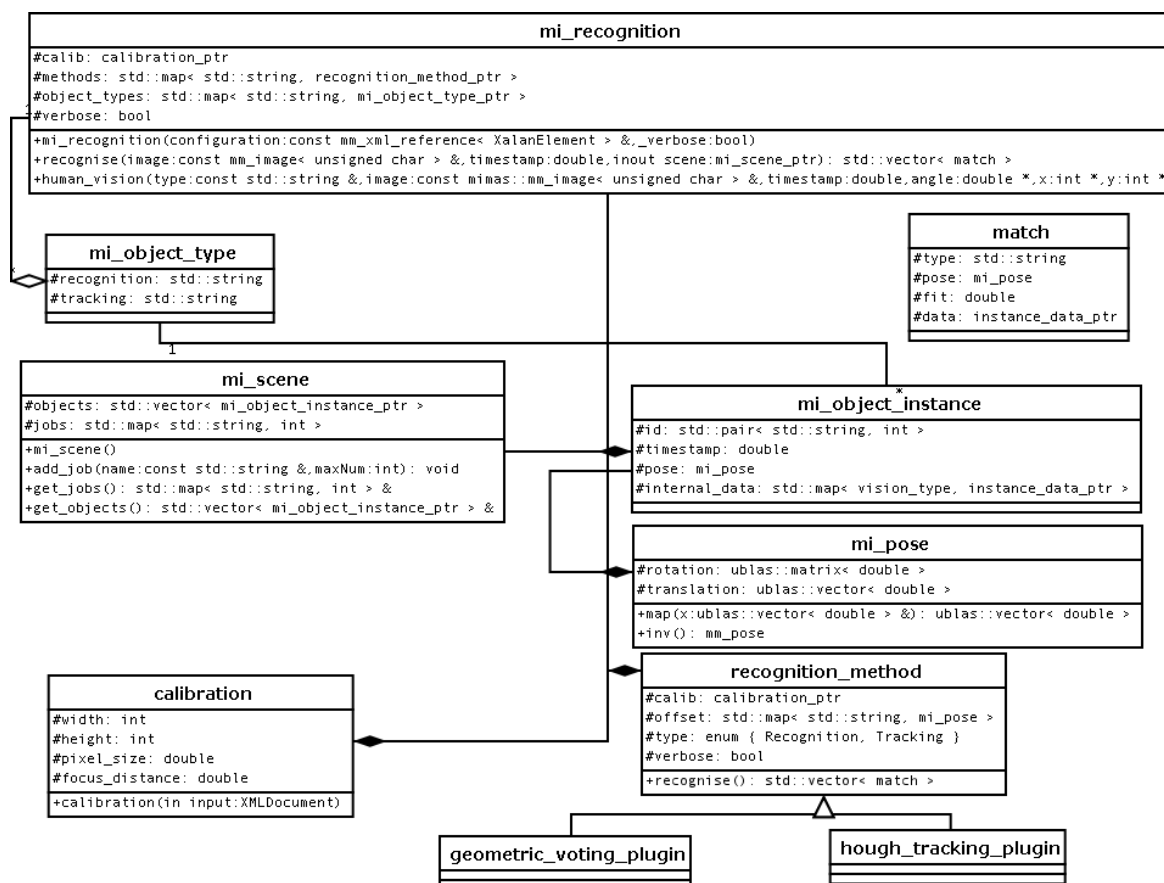 mi_recognition
#calib: calibration_ptr
#methods: std::map< std::string, recognition_method_ptr >
#object_types: std::map< std::string, mi_object_type_ptr >
#verbose: bool
+mi_recognition(configuration:const mm_xml_reference< XalanElement > &,_verbose:bool)
+recognise(image:const mm_image< unsigned char > &,timestamp:double,inout scene:mi_scene_ptr): std::vector< match >
+human_vision(type:const std::string &,image:const mimas::mm_image< unsigned char > &,timestamp:double,angle:double *,x:int *,y:int *
mi_object_type
#recognition: std::string
#tracking: std::string
*
1
match
#type: std::string
#pose: mi_pose
#fit: double
#data: instance_data_ptr
mi_scene
#objects: std::vector< mi_object_instance_ptr >
#jobs: std::map< std::string, int >
+mi_scene()
+add_job(name:const std::string &,maxNum:int): void
+get_jobs(): std::map< std::string, int > &
+get_objects(): std::vector< mi_object_instance_ptr > &
*
mi_object_instance
#id: std::pair< std::string, int >
#timestamp: double
#pose: mi_pose
#internal_data: std::map< vision_type, instance_data_ptr >
mi_pose
#rotation: ublas::matrix< double >
#translation: ublas::vector< double >
+map(x:ublas::vector< double > &): ublas::vector< double >
+inv(): mm_pose
calibration
#width: int
#height: int
#pixel_size: double
#focus_distance: double
+calibration(in input:XMLDocument)
recognition_method
#calib: calibration_ptr
#offset: std::map< std::string, mi_pose >
#type: enum { Recognition, Tracking }
#verbose: bool
+recognise(): std::vector< match >
geometric_voting_plugin
hough_tracking_plugin